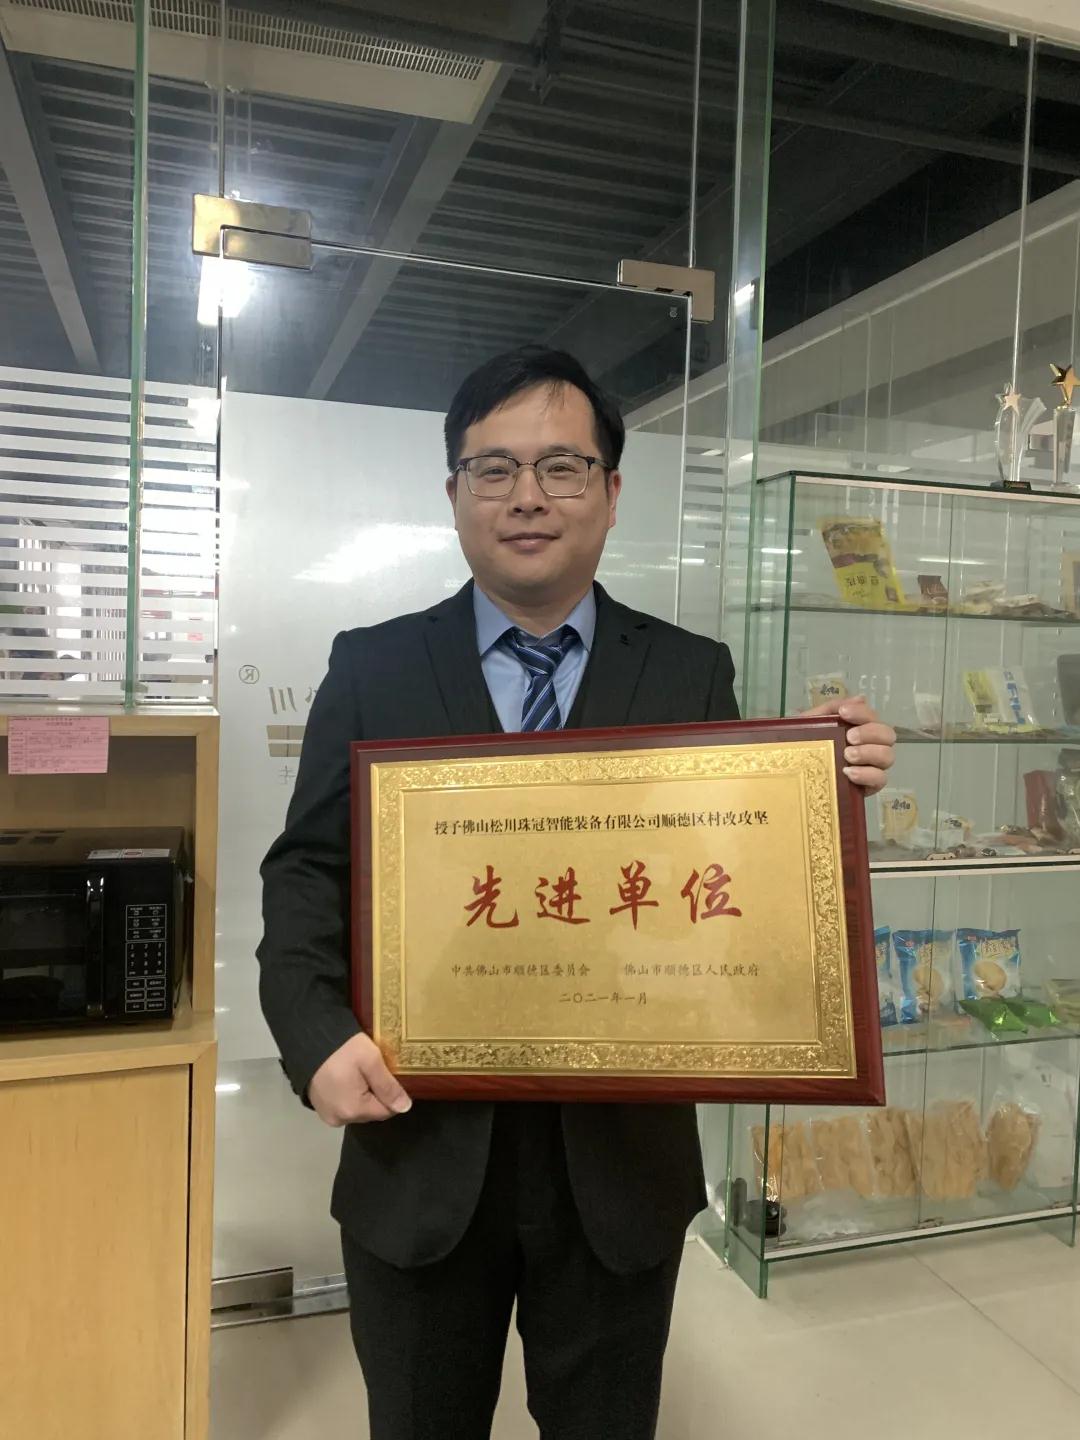 授予佛山松川珠冠智能装备有限公司顺德区村改攻坚
先进单位
中共佛山市顺德区委员会 佛山市顺德区人民政府
二〇二一年一月
川
®